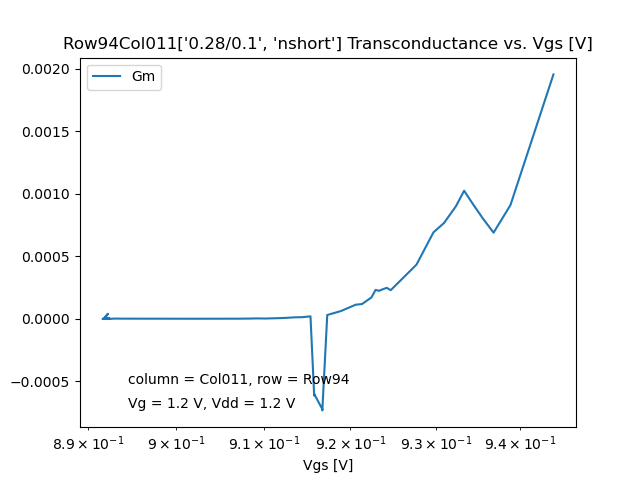 Row94Col011['0.28/0.1', 'nshort'] Transconductance vs. Vgs [V]
Gm
0.0020
0.0015
0.0010
0.0005
0.0000
−0.0005
column = Col011, row = Row94
Vg = 1.2 V, Vdd = 1.2 V
8.9 × 10⁻¹ 9 × 10⁻¹ 9.1 × 10⁻¹ 9.2 × 10⁻¹ 9.3 × 10⁻¹ 9.4 × 10⁻¹
Vgs [V]